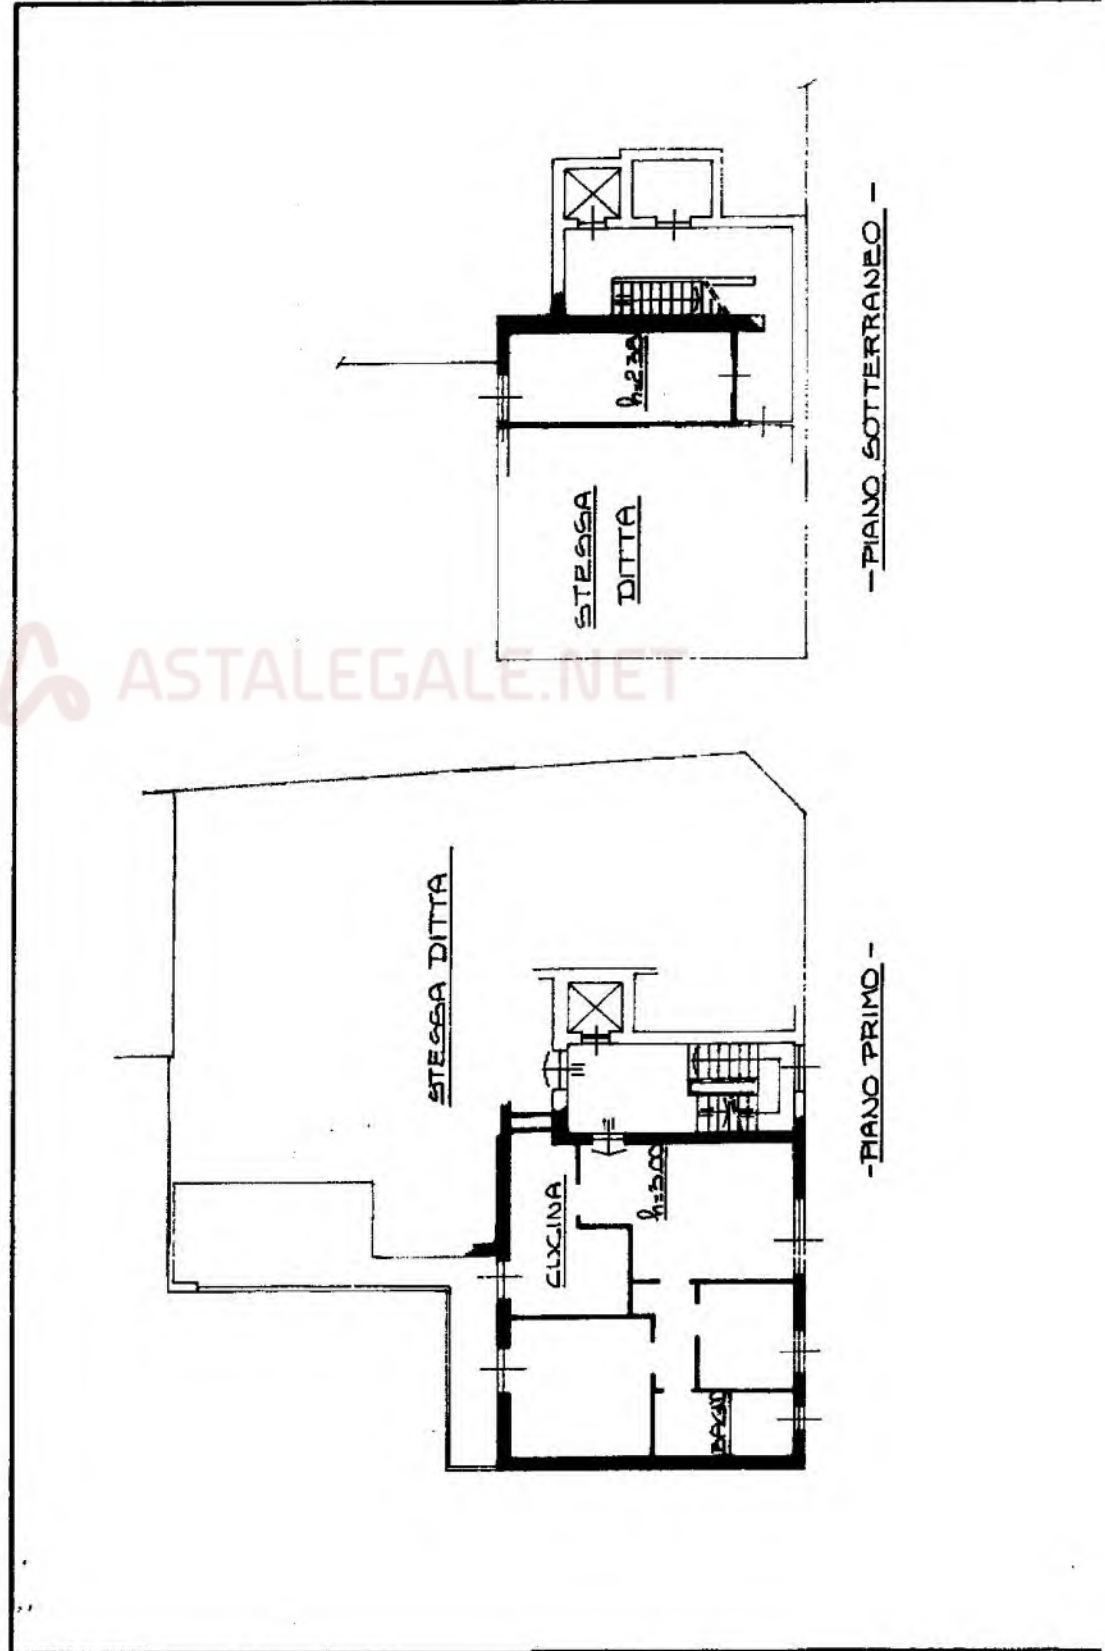 STESSA DITTA
CUCINA
h=3.00
BAGNO
-PIANO PRIMO-
h=2.30
STESSA
DITTA
-PIANO SOTTERRANEO-
ASTALEGALE.NET